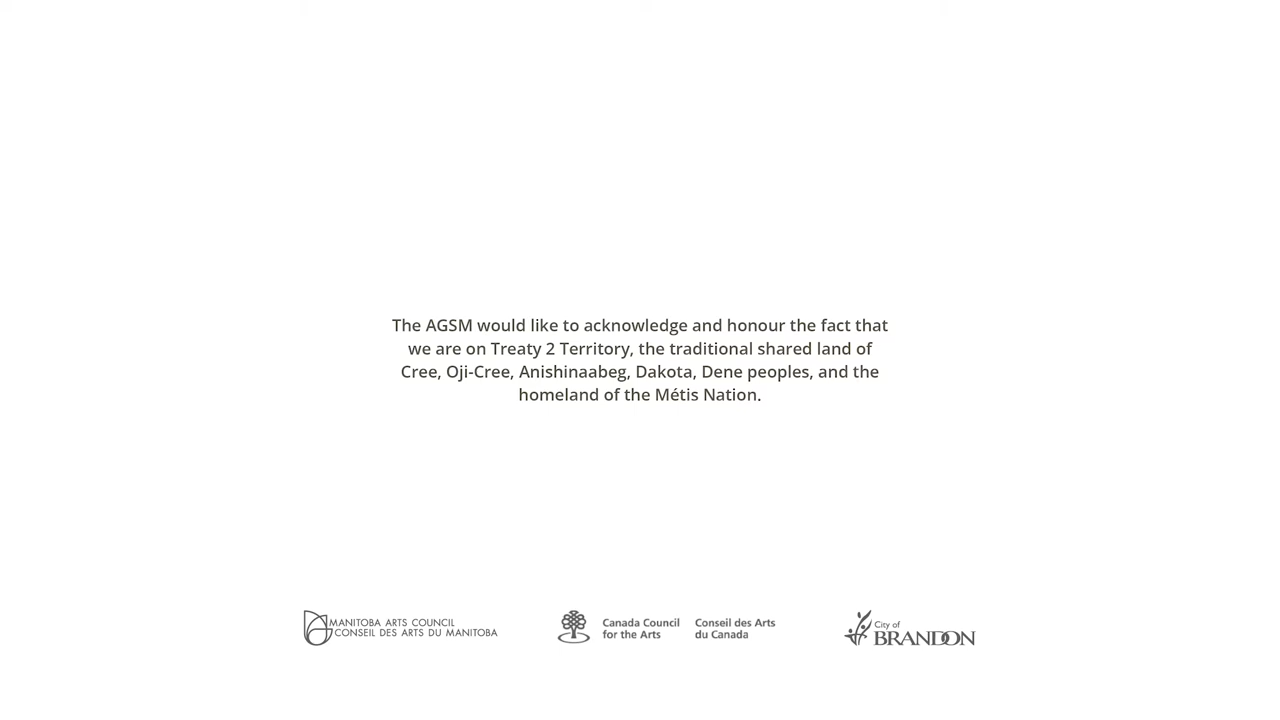 The AGSM would like to acknowledge and honour the fact that
we are on Treaty 2 Territory, the traditional shared land of
Cree, Oji-Cree, Anishinaabeg, Dakota, Dene peoples, and the
homeland of the Métis Nation.
MANITOBA ARTS COUNCIL
CONSEIL DES ARTS DU MANITOBA
Canada Council
for the Arts
Conseil des Arts
du Canada
City of
BRANDON